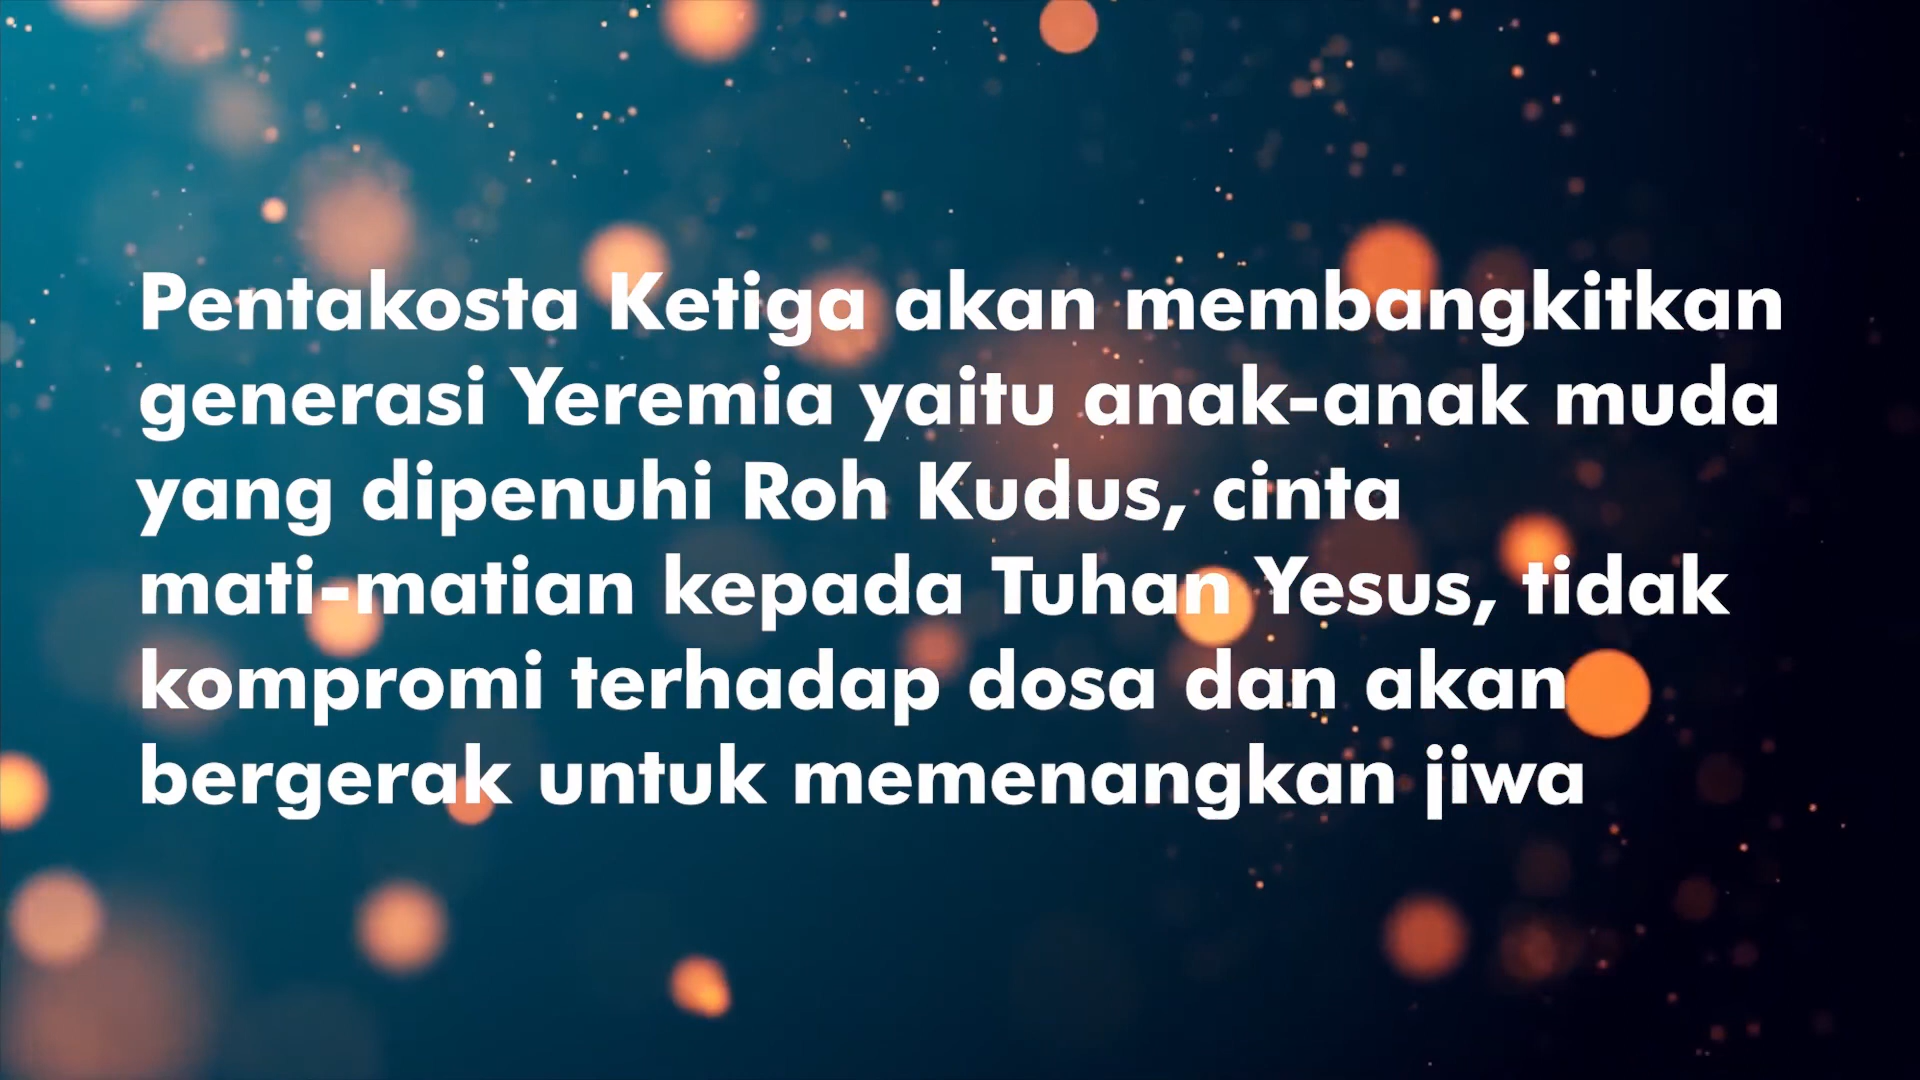 Pentakosta Ketiga akan membangkitkan
generasi Yeremia yaitu anak-anak muda
yang dipenuhi Roh Kudus, cinta
mati-matian kepada Tuhan Yesus, tidak
kompromi terhadap dosa dan akan
bergerak untuk memenangkan jiwa